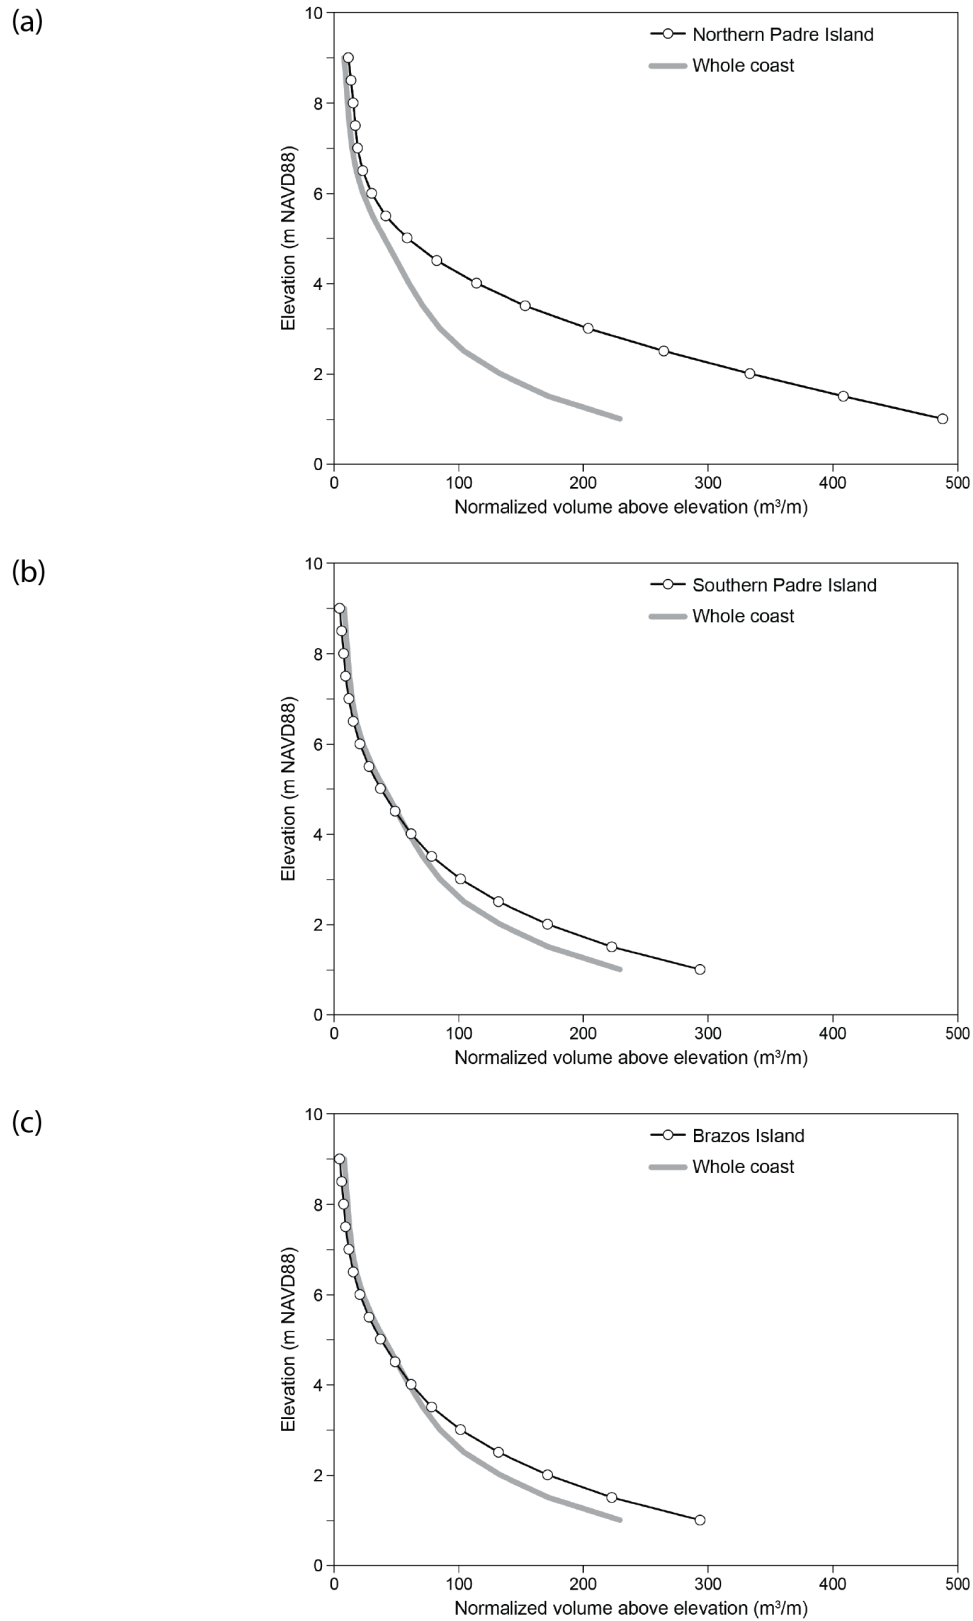 (a)
10
8
6
4
2
0
Elevation (m NAVD88)
Northern Padre Island
Whole coast
0 100 200 300 400 500
Normalized volume above elevation (m³/m)
(b)
10
8
6
4
2
0
Elevation (m NAVD88)
Southern Padre Island
Whole coast
0 100 200 300 400 500
Normalized volume above elevation (m³/m)
(c)
10
8
6
4
2
0
Elevation (m NAVD88)
Brazos Island
Whole coast
0 100 200 300 400 500
Normalized volume above elevation (m³/m)